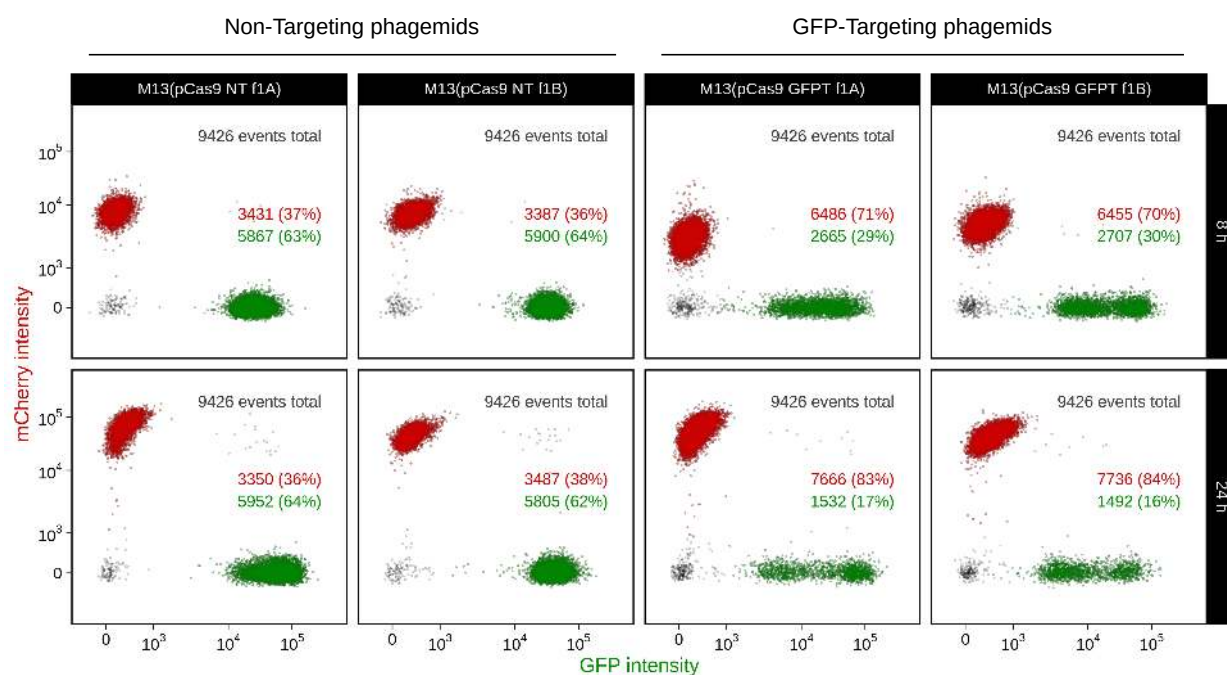 Non-Targeting phagemids
GFP-Targeting phagemids
M13(pCas9 NT f1A)
M13(pCas9 NT f1B)
M13(pCas9 GFPT f1A)
M13(pCas9 GFPT f1B)
9426 events total
3431 (37%)
5867 (63%)
9426 events total
3387 (36%)
5900 (64%)
9426 events total
6486 (71%)
2665 (29%)
9426 events total
6455 (70%)
2707 (30%)
8 h
10⁵
10⁴
10³
0
mCherry intensity
9426 events total
3350 (36%)
5952 (64%)
9426 events total
3487 (38%)
5805 (62%)
9426 events total
7666 (83%)
1532 (17%)
9426 events total
7736 (84%)
1492 (16%)
24 h
10⁵
10⁴
10³
0
0 10³ 10⁴ 10⁵
0 10³ 10⁴ 10⁵
0 10³ 10⁴ 10⁵
0 10³ 10⁴ 10⁵
GFP intensity